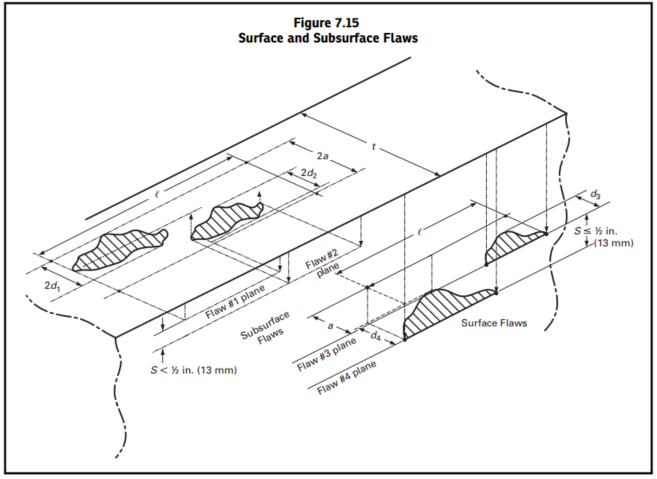 Figure 7.15
Surface and Subsurface Flaws
t
2a
2d2
ℓ
2d1
Flaw #1 plane
Flaw #2
plane
Subsurface
Flaws
S < ½ in. (13 mm)
ℓ
d3
S ≤ ½ in.
(13 mm)
Surface Flaws
a
d4
Flaw #3 plane
Flaw #4 plane